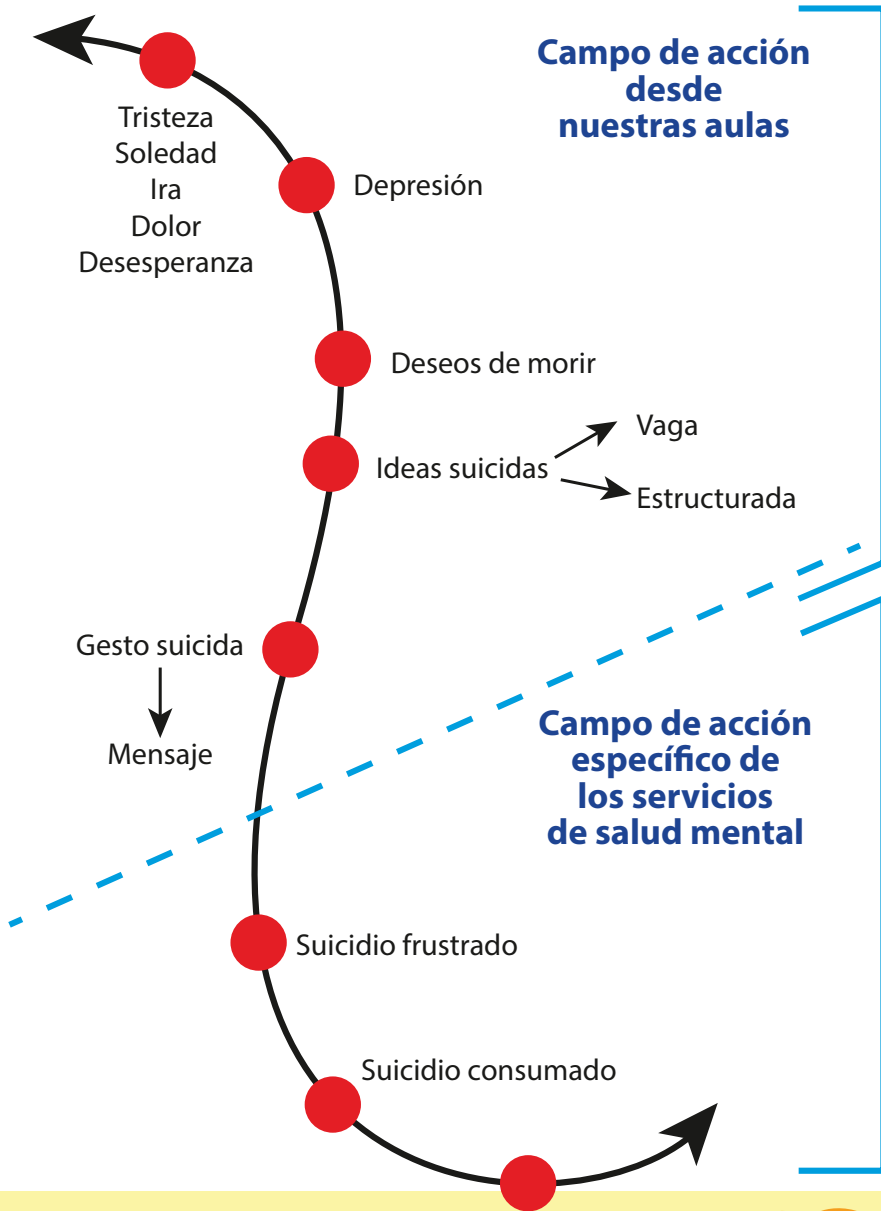 Campo de acción
desde
nuestras aulas
Tristeza
Soledad
Ira
Dolor
Desesperanza
Depresión
Deseos de morir
Ideas suicidas
Vaga
Estructurada
Gesto suicida
Mensaje
Campo de acción
específico de
los servicios
de salud mental
Suicidio frustrado
Suicidio consumado